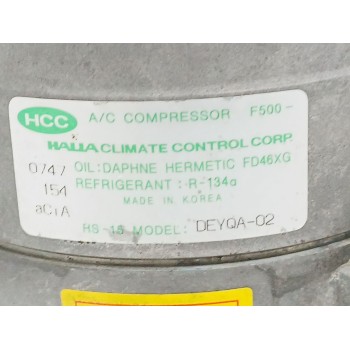 HCC A/C COMPRESSOR F500-
HALLA CLIMATE CONTROL CORP.
0747 OIL: DAPHNE HERMETIC FD46XG
154 REFRIGERANT : R-134a
aCiA MADE IN KOREA
HS-15 MODEL: DEYQA-02